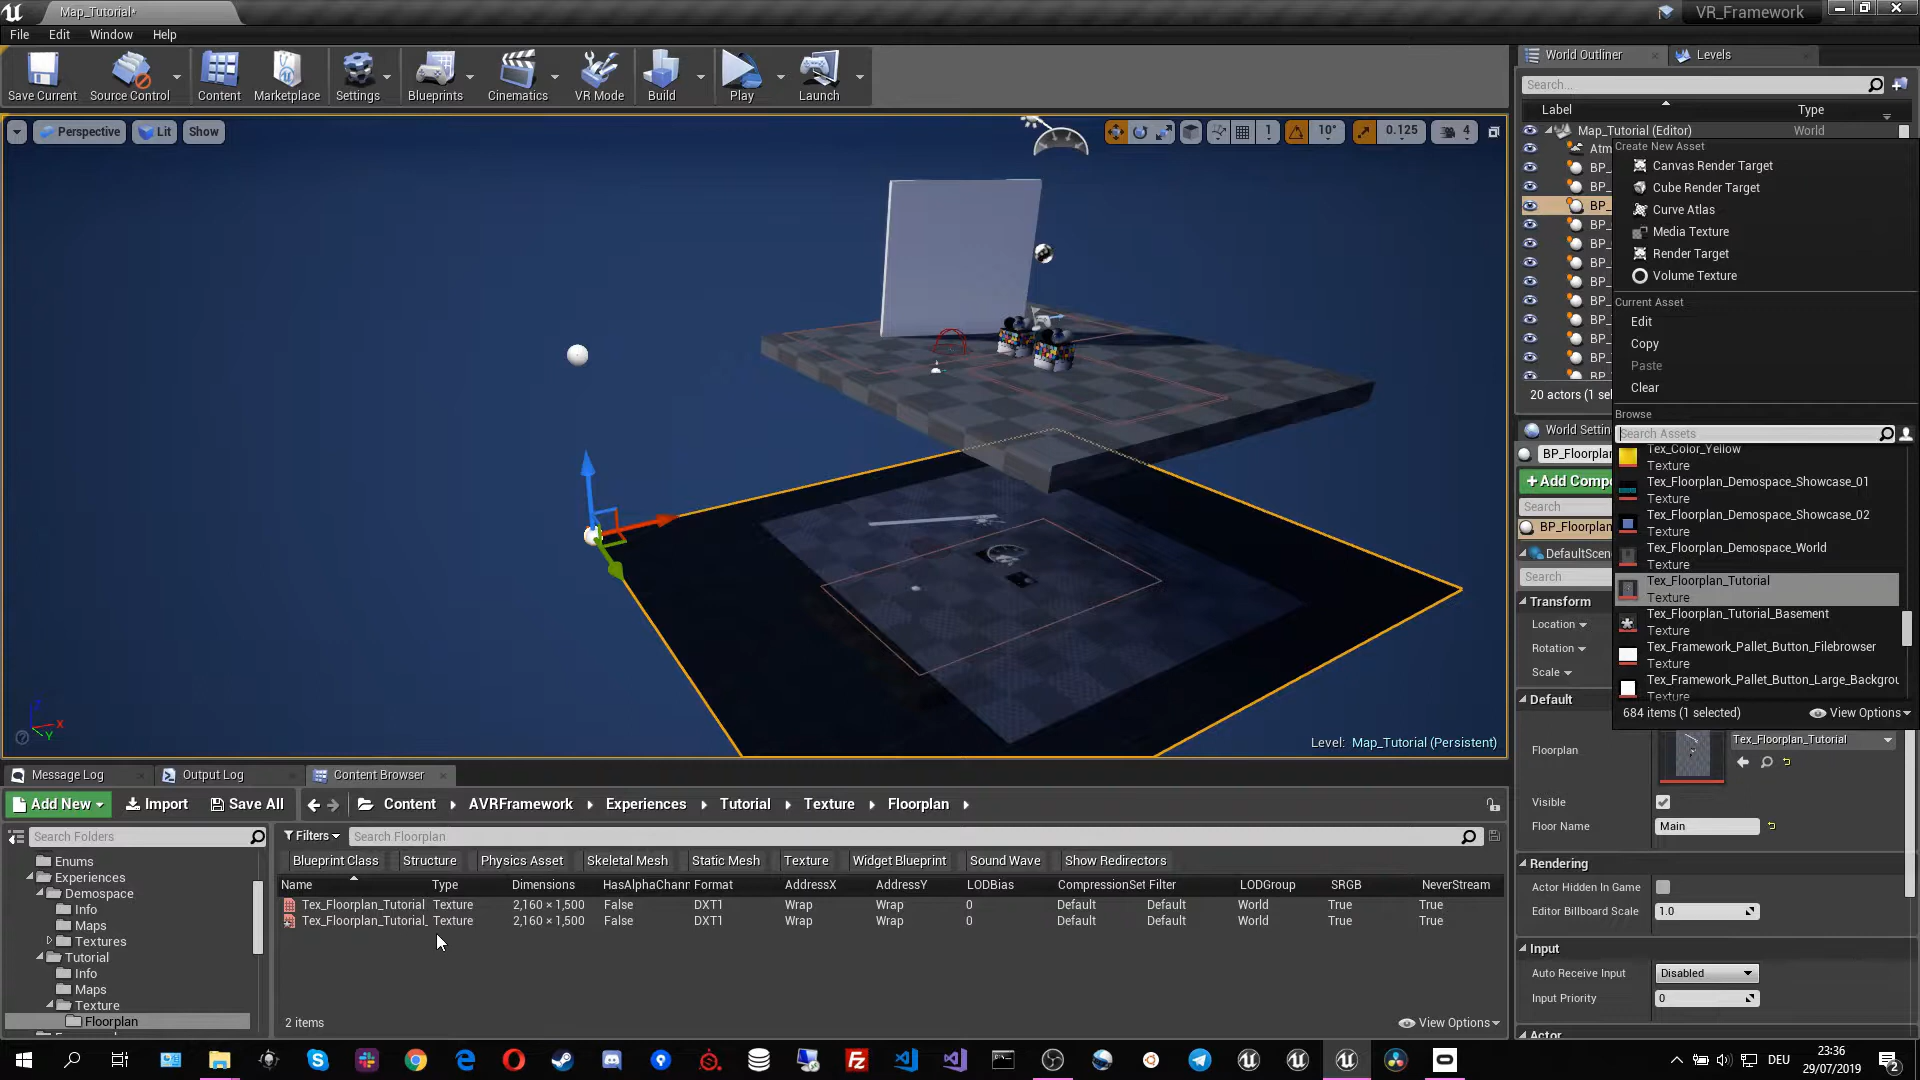 Map_Tutorial*
VR_Framework
File Edit Window Help
Save Current Source Control Content Marketplace Settings Blueprints Cinematics VR Mode Build Play Launch
Perspective Lit Show
1 10° 0.125 4
Level: Map_Tutorial (Persistent)
X
Y
World Outliner Levels
Search...
Label Type
Map_Tutorial (Editor) World
Atm
BP_
BP_
BP_
BP_
BP_
BP_
BP_
BP_
BP_
BP_
BP_
BP_
20 actors (1 sel
Create New Asset
Canvas Render Target
Cube Render Target
Curve Atlas
Media Texture
Render Target
Volume Texture
Current Asset
Edit
Copy
Paste
Clear
Browse
Search Assets
Tex_Color_Yellow
Texture
Tex_Floorplan_Demospace_Showcase_01
Texture
Tex_Floorplan_Demospace_Showcase_02
Texture
Tex_Floorplan_Demospace_World
Texture
Tex_Floorplan_Tutorial
Texture
Tex_Floorplan_Tutorial_Basement
Texture
Tex_Framework_Pallet_Button_Filebrowser
Texture
Tex_Framework_Pallet_Button_Large_Backgrou
Texture
684 items (1 selected) View Options
World Settin
BP_Floorplan
+Add Compo
Search
BP_Floorplan
DefaultScen
Search
Transform
Location
Rotation
Scale
Default
Floorplan
Tex_Floorplan_Tutorial
Visible
Floor Name Main
Rendering
Actor Hidden In Game
Editor Billboard Scale 1.0
Input
Auto Receive Input Disabled
Input Priority 0
Actor
Message Log Output Log Content Browser
Add New Import Save All Content AVRFramework Experiences Tutorial Texture Floorplan
Search Folders
Enums
Experiences
Demospace
Info
Maps
Textures
Tutorial
Info
Maps
Texture
Floorplan
Filters Search Floorplan
Blueprint Class Structure Physics Asset Skeletal Mesh Static Mesh Texture Widget Blueprint Sound Wave Show Redirectors
Name Type Dimensions HasAlphaChann Format AddressX AddressY LODBias CompressionSet Filter LODGroup SRGB NeverStream
Tex_Floorplan_Tutorial Texture 2,160 × 1,500 False DXT1 Wrap Wrap 0 Default Default World True True
Tex_Floorplan_Tutorial_ Texture 2,160 × 1,500 False DXT1 Wrap Wrap 0 Default Default World True True
2 items View Options
DEU
23:36
29/07/2019
2